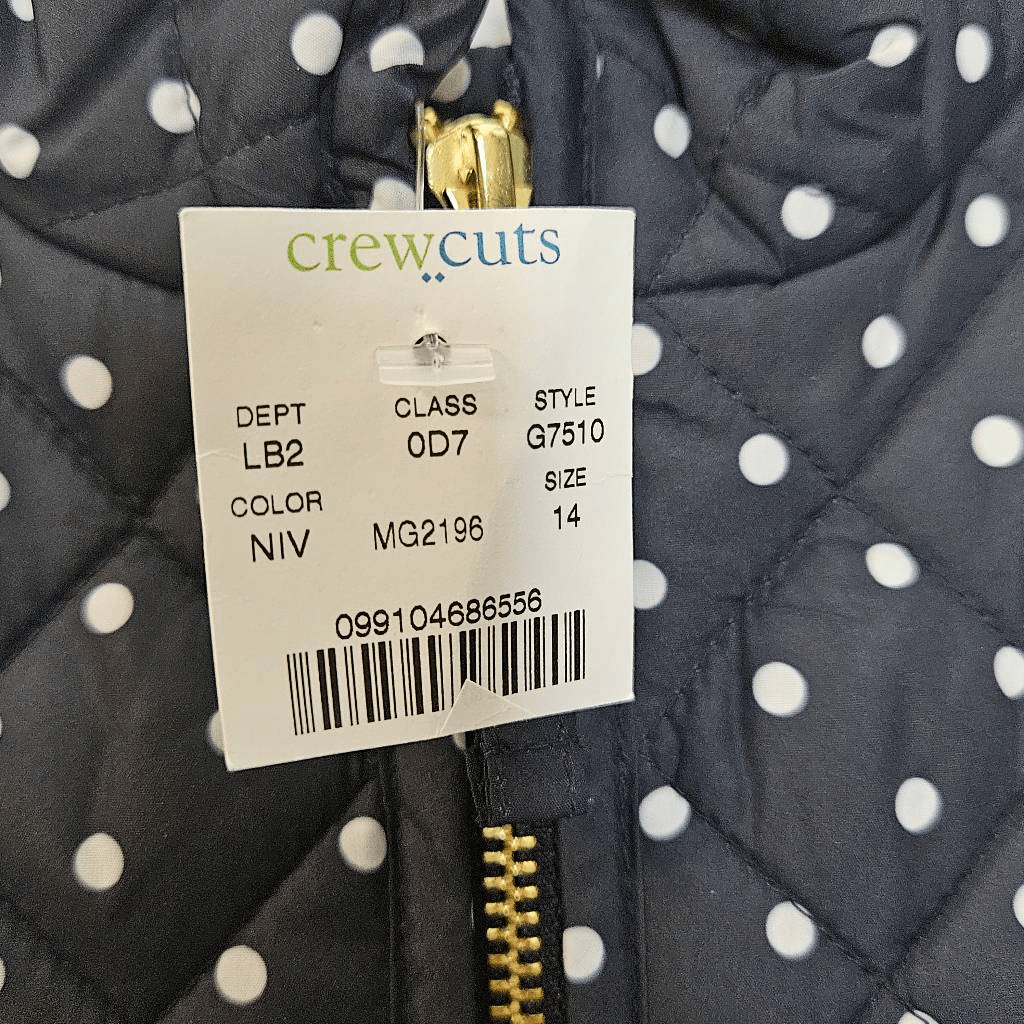 crewcuts
DEPT CLASS STYLE
LB2 0D7 G7510
COLOR SIZE
NIV MG2196 14
099104686556